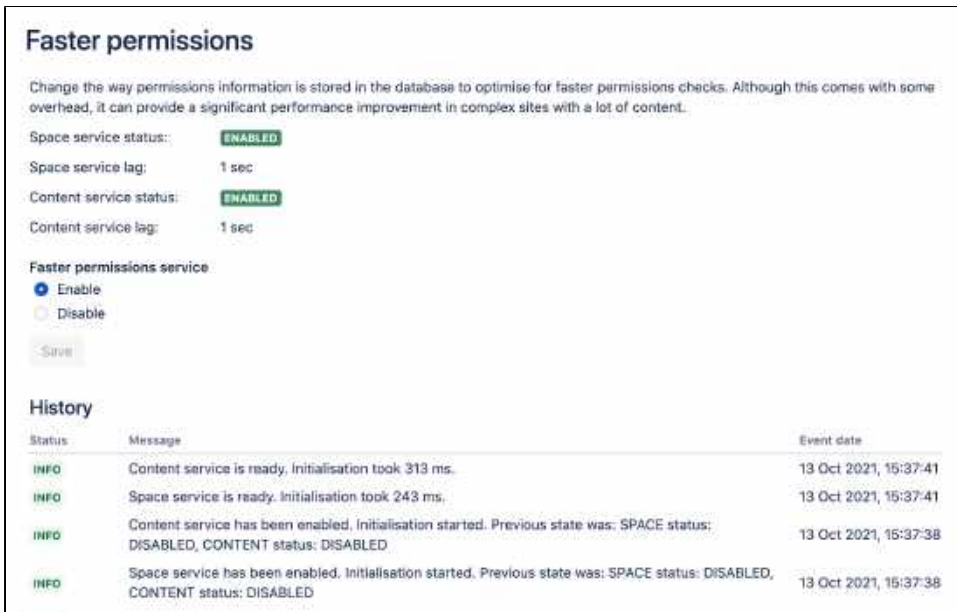 Faster permissions
Change the way permissions information is stored in the database to optimise for faster permissions checks. Although this comes with some
overhead, it can provide a significant performance improvement in complex sites with a lot of content.
Space service status: ENABLED
Space service lag: 1 sec
Content service status: ENABLED
Content service lag: 1 sec
Faster permissions service
Enable
Disable
Save
History
Status Message Event date
INFO Content service is ready. Initialisation took 313 ms. 13 Oct 2021, 15:37:41
INFO Space service is ready. Initialisation took 243 ms. 13 Oct 2021, 15:37:41
Content service has been enabled. Initialisation started. Previous state was: SPACE status:
INFO 13 Oct 2021, 15:37:38
DISABLED, CONTENT status: DISABLED
Space service has been enabled. Initialisation started. Previous state was: SPACE status: DISABLED,
INFO 13 Oct 2021, 15:37:38
CONTENT status: DISABLED